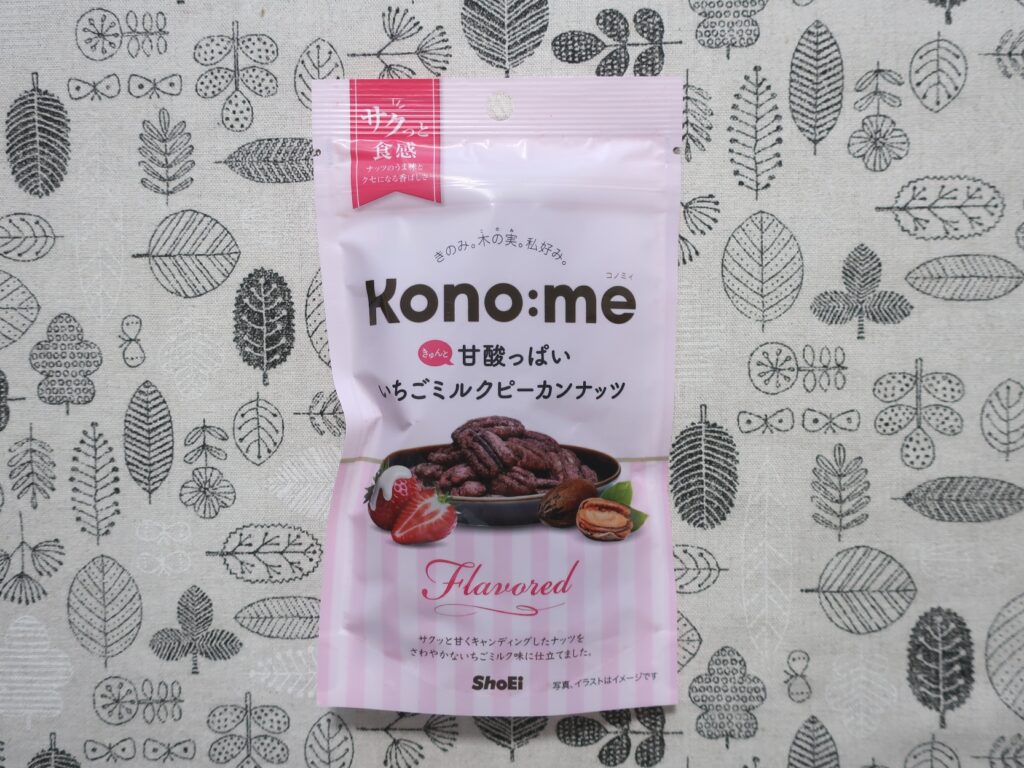 サクっと
食感
ナッツのうま味と
クセになる香ばしさ
きのみ。木の実。私好み。
このみ
コノミィ
Kono:me
きゅんと 甘酸っぱい
いちごミルクピーカンナッツ
Flavored
サクッと甘くキャンディングしたナッツを
さわやかないちごミルク味に仕立てました。
ShoEi
写真、イラストはイメージです